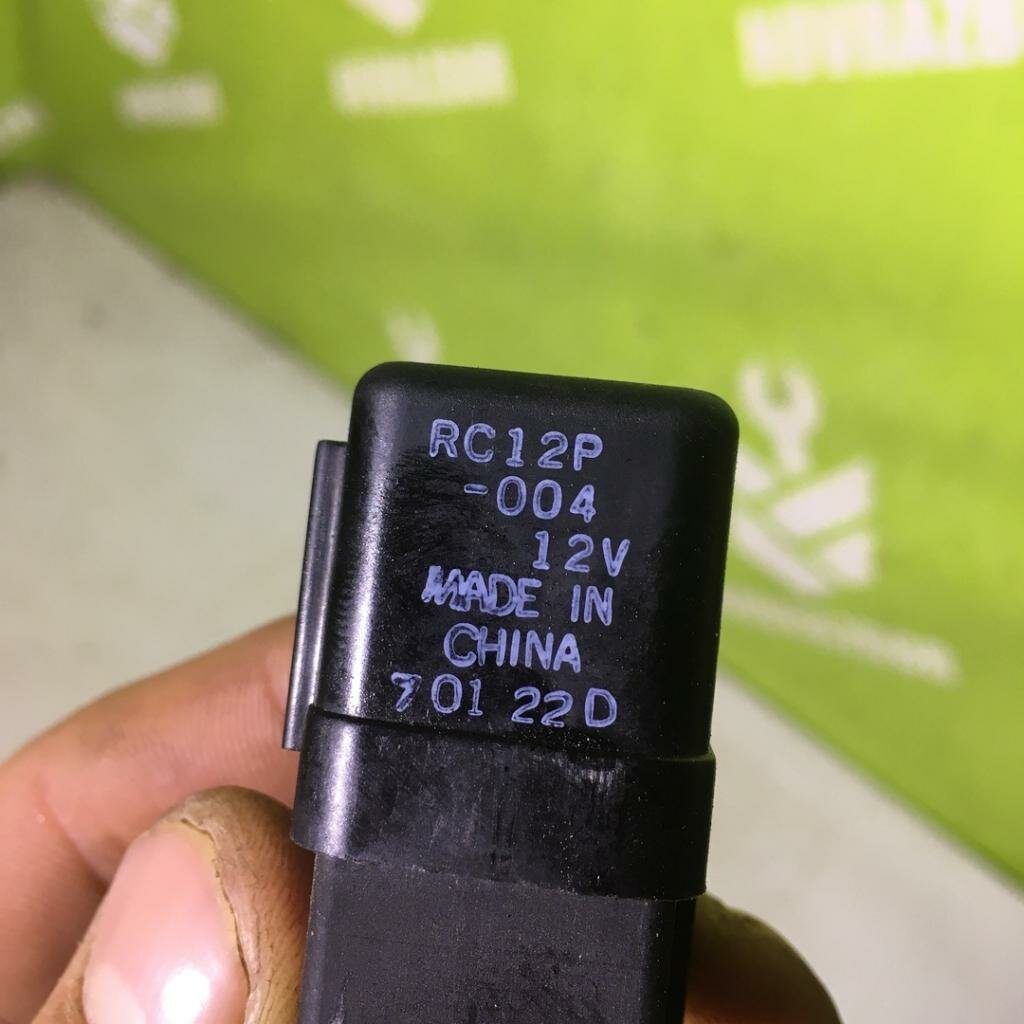 RC12P
-004
12V
MADE IN
CHINA
701 22D